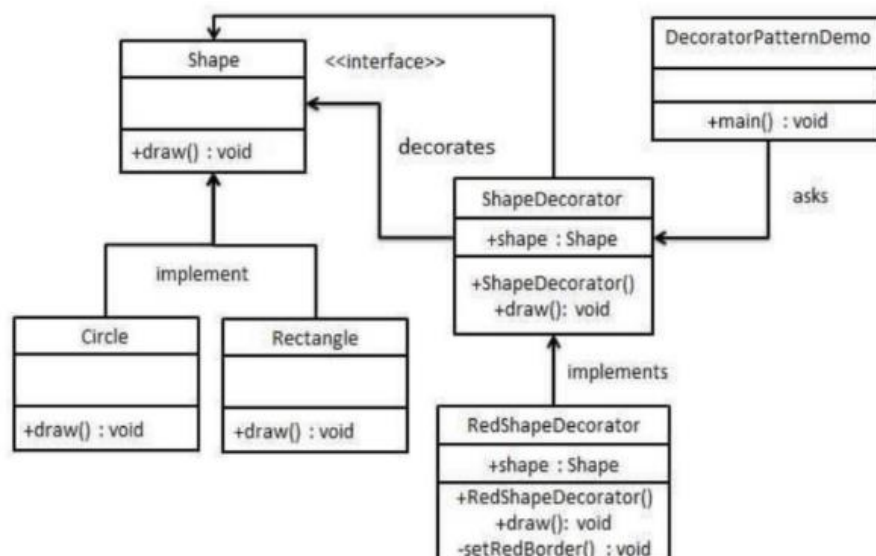 Shape
<<interface>>
+draw() : void
DecoratorPatternDemo
+main() : void
decorates
asks
ShapeDecorator
+shape : Shape
+ShapeDecorator()
+draw(): void
implement
Circle
+draw() : void
Rectangle
+draw() : void
implements
RedShapeDecorator
+shape : Shape
+RedShapeDecorator()
+draw(): void
-setRedBorder() : void